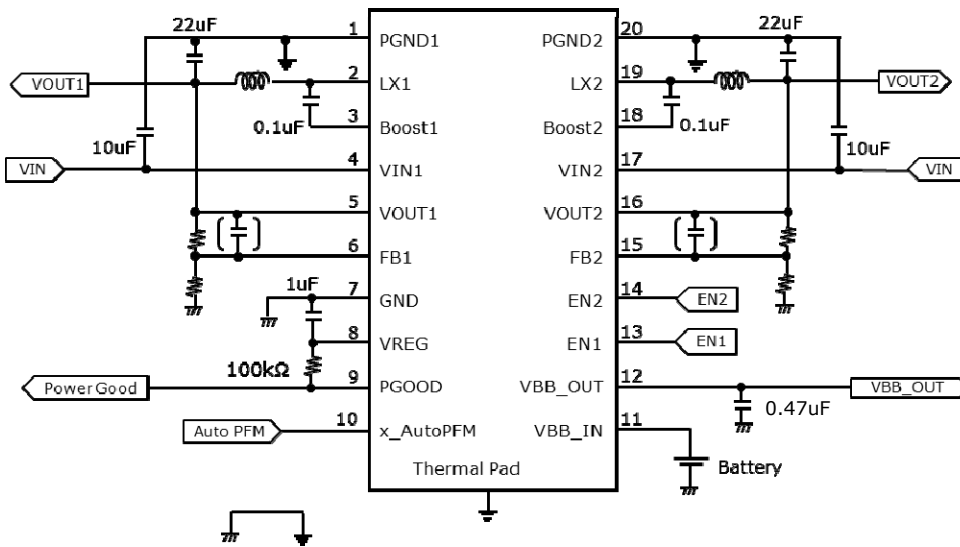 22uF
22uF
1 PGND1 PGND2 20
VOUT1 2 LX1 LX2 19 VOUT2
0.1uF 3 Boost1 Boost2 18 0.1uF
10uF 10uF
VIN 4 VIN1 VIN2 17 VIN
5 VOUT1 VOUT2 16
6 FB1 FB2 15
1uF 7 GND EN2 14 EN2
8 VREG EN1 13 EN1
100kΩ
Power Good 9 PGOOD VBB_OUT 12 VBB_OUT
0.47uF
Auto PFM 10 x_AutoPFM VBB_IN 11
Thermal Pad Battery